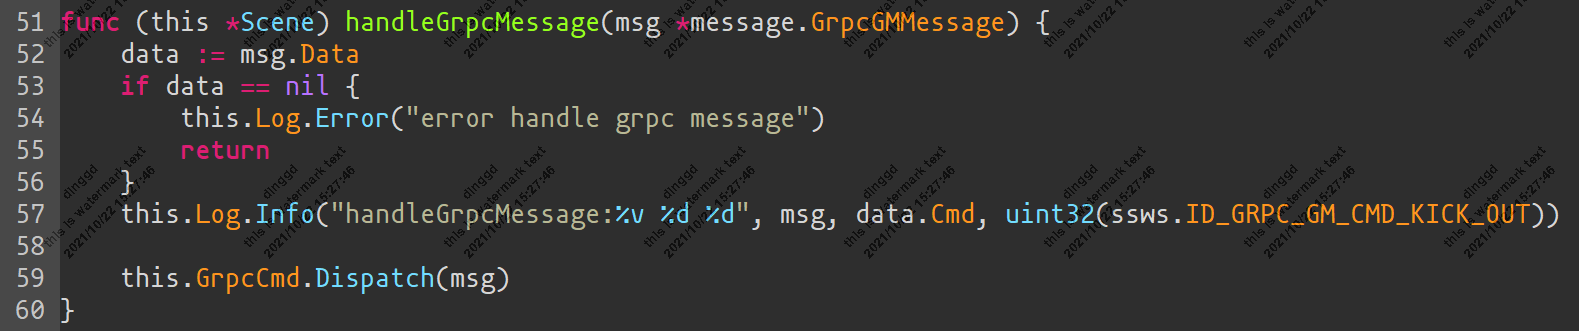 51 func (this *Scene) handleGrpcMessage(msg *message.GrpcGMMessage) {
52     data := msg.Data
53     if data == nil {
54         this.Log.Error("error handle grpc message")
55         return
56     }
57     this.Log.Info("handleGrpcMessage:%v %d %d", msg, data.Cmd, uint32(ssws.ID_GRPC_GM_CMD_KICK_OUT))
58
59     this.GrpcCmd.Dispatch(msg)
60 }
dinggd
this is watermark text
2021/10/22 15:27:46